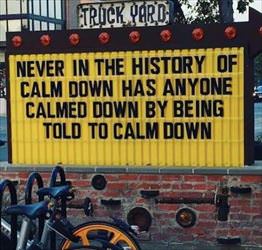 TRUCK YARD
NEVER IN THE HISTORY OF
CALM DOWN HAS ANYONE
CALMED DOWN BY BEING
TOLD TO CALM DOWN